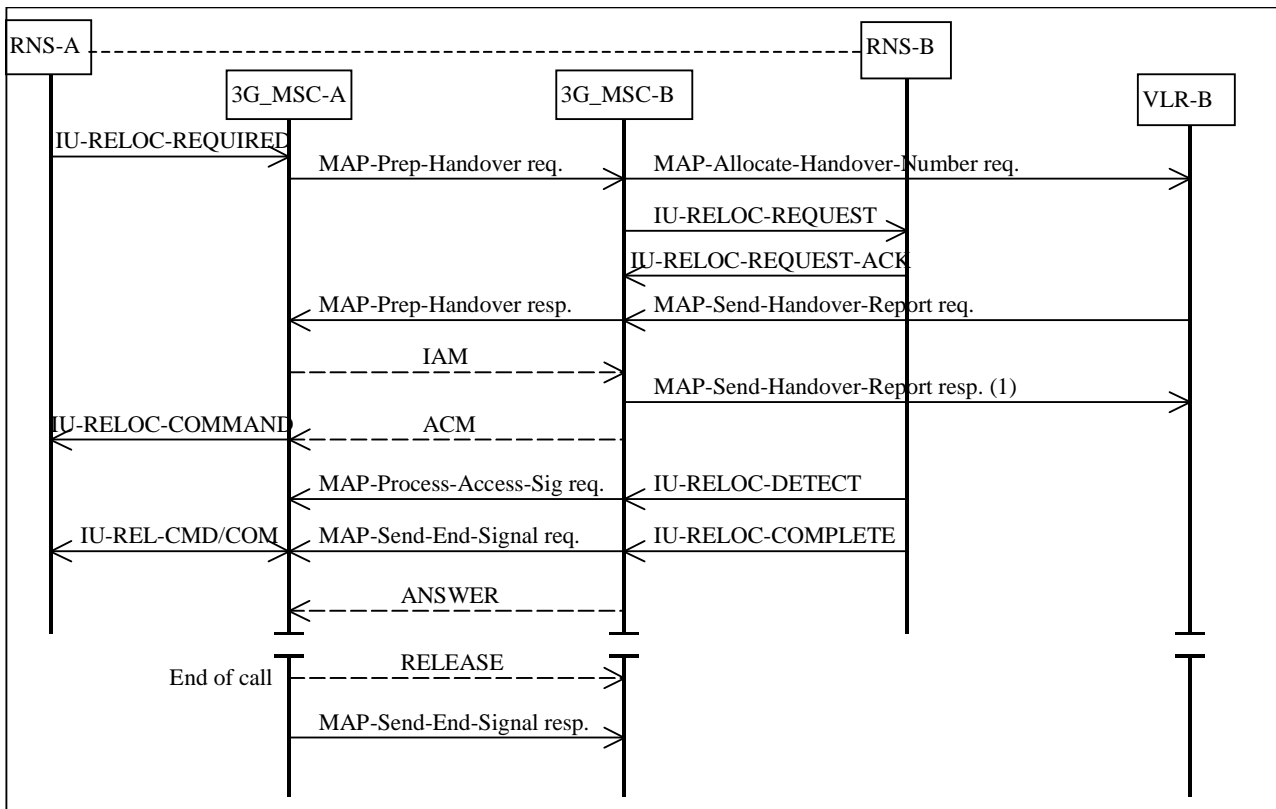 RNS-A
RNS-B
3G_MSC-A
3G_MSC-B
VLR-B
IU-RELOC-REQUIRED
MAP-Prep-Handover req.
MAP-Allocate-Handover-Number req.
IU-RELOC-REQUEST
IU-RELOC-REQUEST-ACK
MAP-Prep-Handover resp.
MAP-Send-Handover-Report req.
IAM
MAP-Send-Handover-Report resp. (1)
IU-RELOC-COMMAND
ACM
MAP-Process-Access-Sig req.
IU-RELOC-DETECT
IU-REL-CMD/COM
MAP-Send-End-Signal req.
IU-RELOC-COMPLETE
ANSWER
RELEASE
End of call
MAP-Send-End-Signal resp.